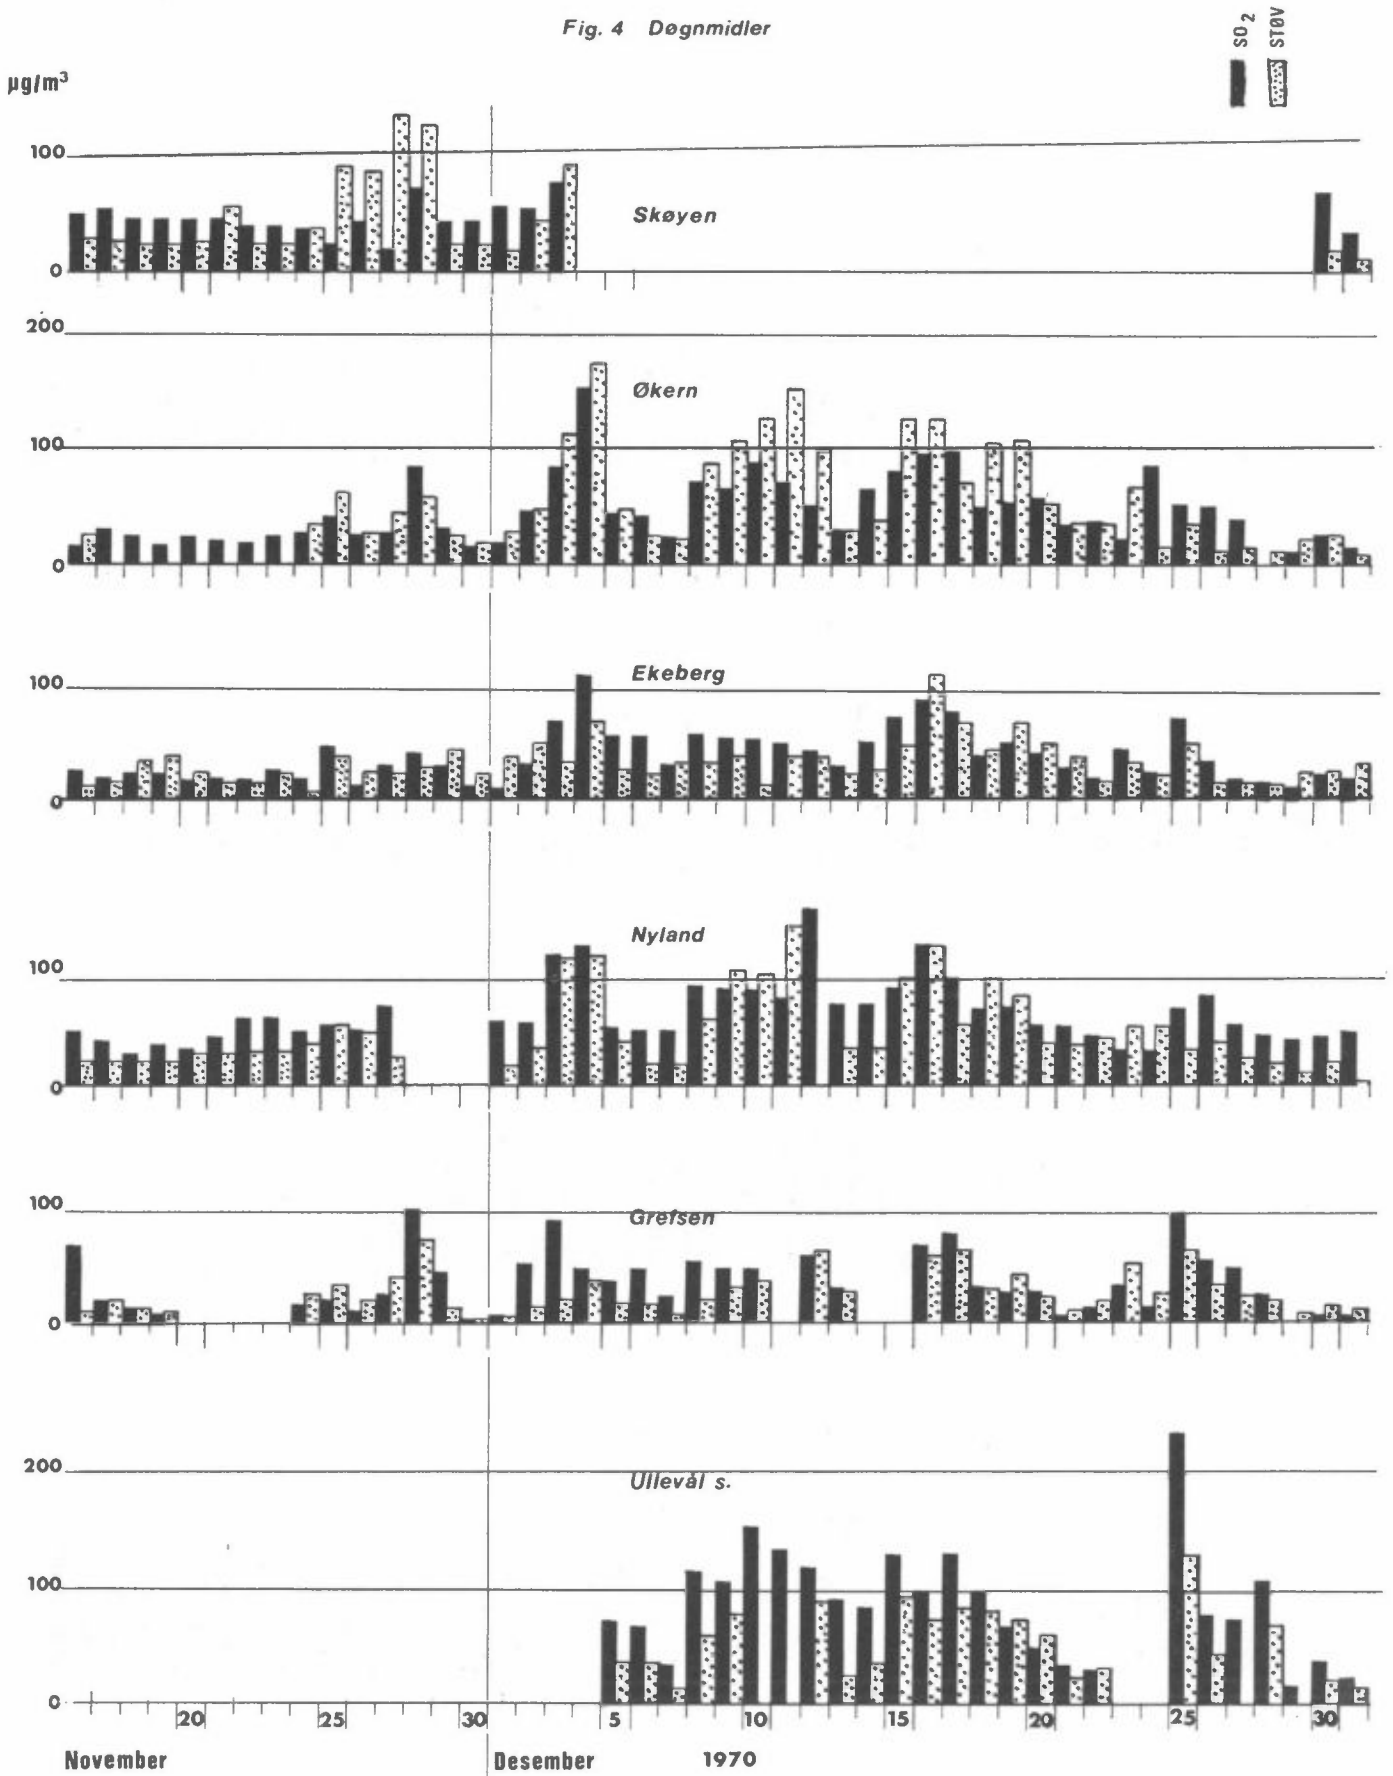 Fig. 4 Døgnmidler
SO2
STØV
µg/m³
100
0
Skøyen
200
100
0
Økern
100
0
Ekeberg
100
0
Nyland
100
0
Grefsen
200
100
0
Ullevål s.
20 25 30 5 10 15 20 25 30
November Desember 1970